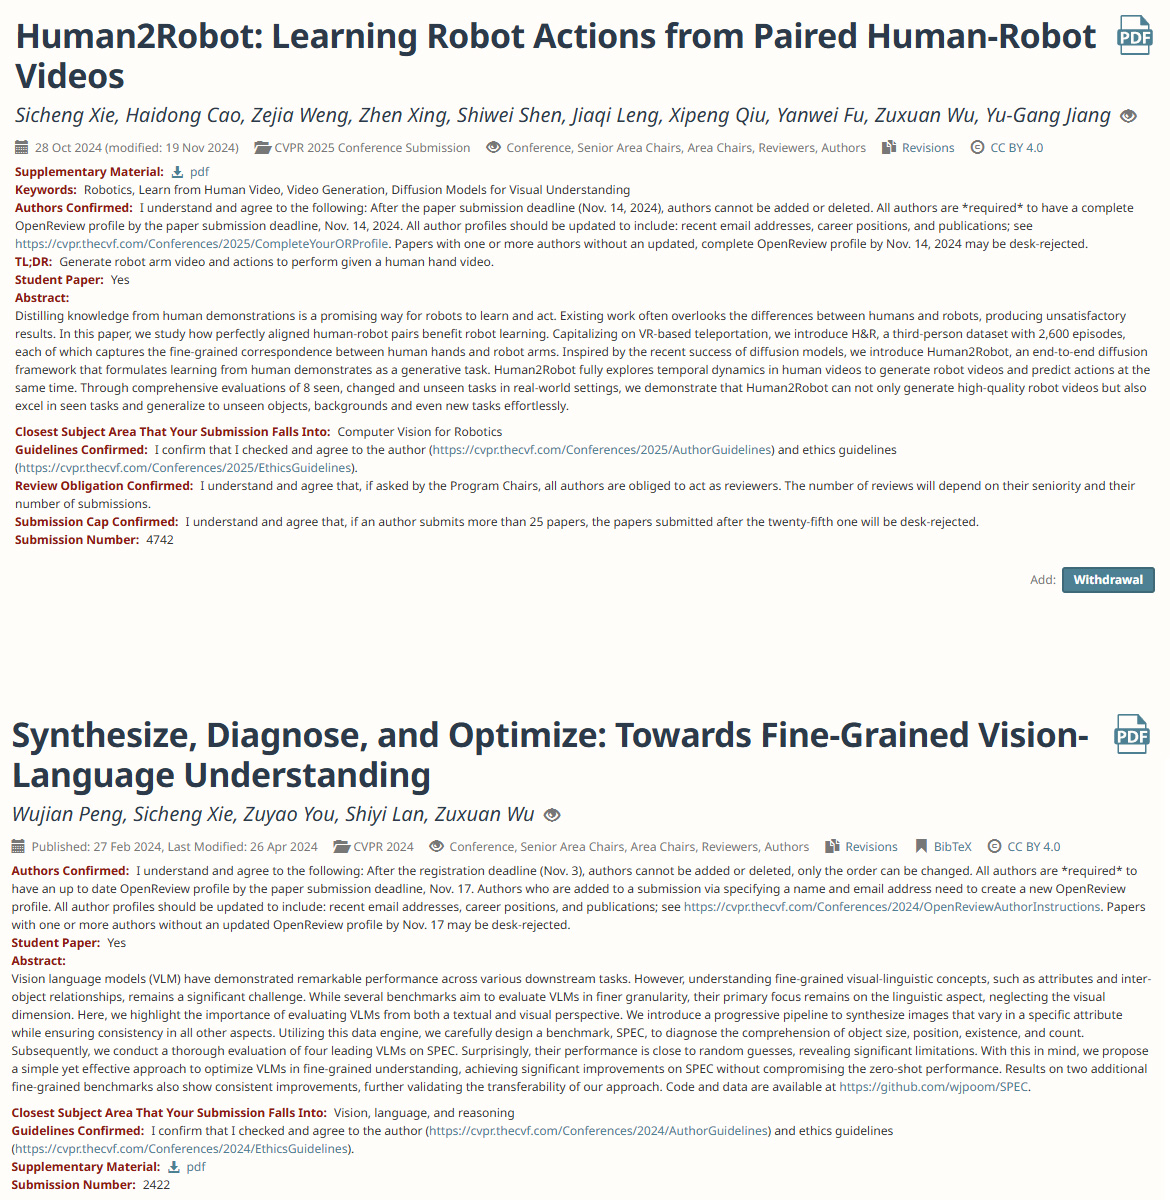 Human2Robot: Learning Robot Actions from Paired Human-Robot
Videos
PDF
Sicheng Xie, Haidong Cao, Zejia Weng, Zhen Xing, Shiwei Shen, Jiaqi Leng, Xipeng Qiu, Yanwei Fu, Zuxuan Wu, Yu-Gang Jiang
28 Oct 2024 (modified: 19 Nov 2024) CVPR 2025 Conference Submission Conference, Senior Area Chairs, Area Chairs, Reviewers, Authors Revisions CC BY 4.0
Supplementary Material: pdf
Keywords: Robotics, Learn from Human Video, Video Generation, Diffusion Models for Visual Understanding
Authors Confirmed: I understand and agree to the following: After the paper submission deadline (Nov. 14, 2024), authors cannot be added or deleted. All authors are *required* to have a complete
OpenReview profile by the paper submission deadline, Nov. 14, 2024. All author profiles should be updated to include: recent email addresses, career positions, and publications; see
https://cvpr.thecvf.com/Conferences/2025/CompleteYourORProfile. Papers with one or more authors without an updated, complete OpenReview profile by Nov. 14, 2024 may be desk-rejected.
TL;DR: Generate robot arm video and actions to perform given a human hand video.
Student Paper: Yes
Abstract:
Distilling knowledge from human demonstrations is a promising way for robots to learn and act. Existing work often overlooks the differences between humans and robots, producing unsatisfactory
results. In this paper, we study how perfectly aligned human-robot pairs benefit robot learning. Capitalizing on VR-based teleportation, we introduce H&R, a third-person dataset with 2,600 episodes,
each of which captures the fine-grained correspondence between human hands and robot arms. Inspired by the recent success of diffusion models, we introduce Human2Robot, an end-to-end diffusion
framework that formulates learning from human demonstrates as a generative task. Human2Robot fully explores temporal dynamics in human videos to generate robot videos and predict actions at the
same time. Through comprehensive evaluations of 8 seen, changed and unseen tasks in real-world settings, we demonstrate that Human2Robot can not only generate high-quality robot videos but also
excel in seen tasks and generalize to unseen objects, backgrounds and even new tasks effortlessly.
Closest Subject Area That Your Submission Falls Into: Computer Vision for Robotics
Guidelines Confirmed: I confirm that I checked and agree to the author (https://cvpr.thecvf.com/Conferences/2025/AuthorGuidelines) and ethics guidelines
(https://cvpr.thecvf.com/Conferences/2025/EthicsGuidelines).
Review Obligation Confirmed: I understand and agree that, if asked by the Program Chairs, all authors are obliged to act as reviewers. The number of reviews will depend on their seniority and their
number of submissions.
Submission Cap Confirmed: I understand and agree that, if an author submits more than 25 papers, the papers submitted after the twenty-fifth one will be desk-rejected.
Submission Number: 4742
Add: Withdrawal
Synthesize, Diagnose, and Optimize: Towards Fine-Grained Vision-
Language Understanding
PDF
Wujian Peng, Sicheng Xie, Zuyao You, Shiyi Lan, Zuxuan Wu
Published: 27 Feb 2024, Last Modified: 26 Apr 2024 CVPR 2024 Conference, Senior Area Chairs, Area Chairs, Reviewers, Authors Revisions BibTeX CC BY 4.0
Authors Confirmed: I understand and agree to the following: After the registration deadline (Nov. 3), authors cannot be added or deleted, only the order can be changed. All authors are *required* to
have an up to date OpenReview profile by the paper submission deadline, Nov. 17. Authors who are added to a submission via specifying a name and email address need to create a new OpenReview
profile. All author profiles should be updated to include: recent email addresses, career positions, and publications; see https://cvpr.thecvf.com/Conferences/2024/OpenReviewAuthorInstructions. Papers
with one or more authors without an updated OpenReview profile by Nov. 17 may be desk-rejected.
Student Paper: Yes
Abstract:
Vision language models (VLM) have demonstrated remarkable performance across various downstream tasks. However, understanding fine-grained visual-linguistic concepts, such as attributes and inter-
object relationships, remains a significant challenge. While several benchmarks aim to evaluate VLMs in finer granularity, their primary focus remains on the linguistic aspect, neglecting the visual
dimension. Here, we highlight the importance of evaluating VLMs from both a textual and visual perspective. We introduce a progressive pipeline to synthesize images that vary in a specific attribute
while ensuring consistency in all other aspects. Utilizing this data engine, we carefully design a benchmark, SPEC, to diagnose the comprehension of object size, position, existence, and count.
Subsequently, we conduct a thorough evaluation of four leading VLMs on SPEC. Surprisingly, their performance is close to random guesses, revealing significant limitations. With this in mind, we propose
a simple yet effective approach to optimize VLMs in fine-grained understanding, achieving significant improvements on SPEC without compromising the zero-shot performance. Results on two additional
fine-grained benchmarks also show consistent improvements, further validating the transferability of our approach. Code and data are available at https://github.com/wjpoom/SPEC.
Closest Subject Area That Your Submission Falls Into: Vision, language, and reasoning
Guidelines Confirmed: I confirm that I checked and agree to the author (https://cvpr.thecvf.com/Conferences/2024/AuthorGuidelines) and ethics guidelines
(https://cvpr.thecvf.com/Conferences/2024/EthicsGuidelines).
Supplementary Material: pdf
Submission Number: 2422